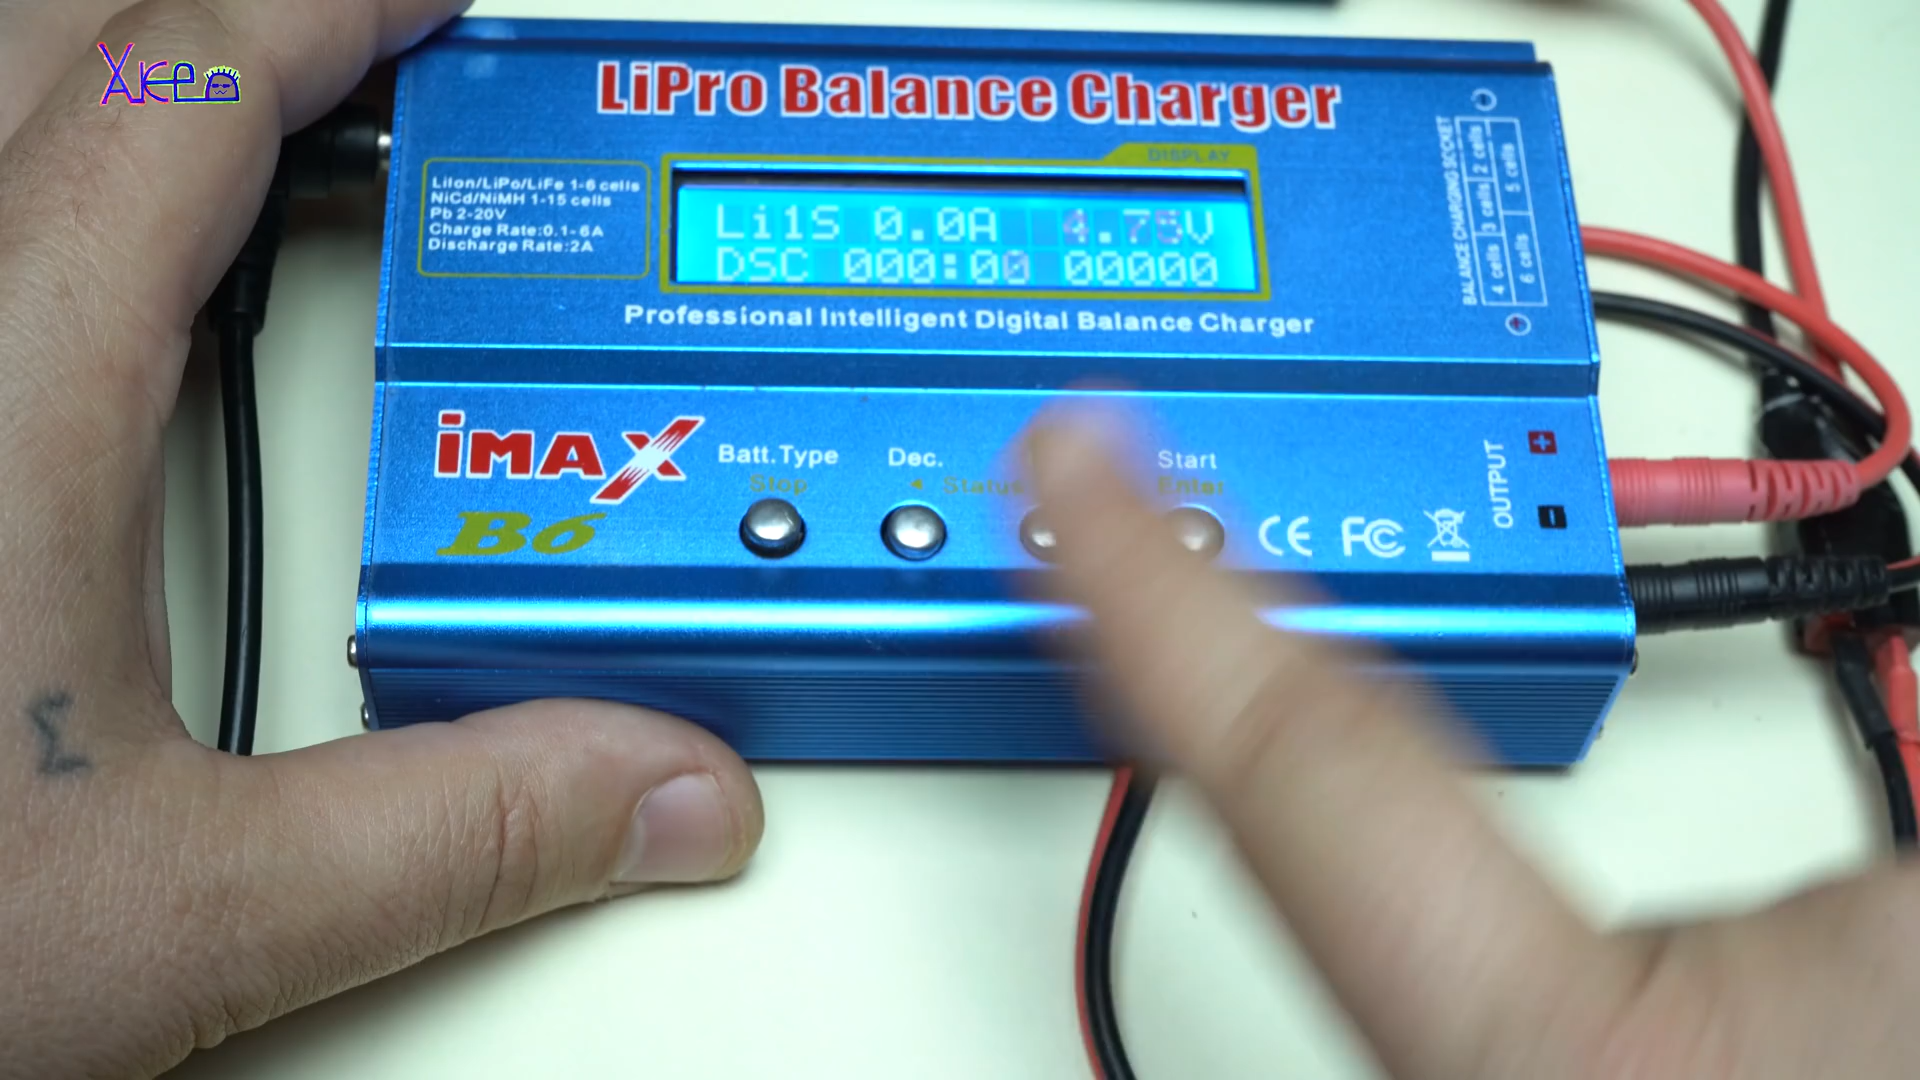 XKED
LiPro Balance Charger
DISPLAY
LiIon/LiPo/LiFe 1-6 cells
NiCd/NiMH 1-15 cells
Pb 2-20V
Charge Rate:0.1-6A
Discharge Rate:2A
Li1S 0.0A 4.75V
DSC 000:00 00000
Professional Intelligent Digital Balance Charger
BALANCE CHARGING SOCKET
4 cells 3 cells 2 cells
6 cells 5 cells
iMAX
B6
Batt.Type Dec. Start
Stop ◄ Status Enter
CE FC
OUTPUT
+
-